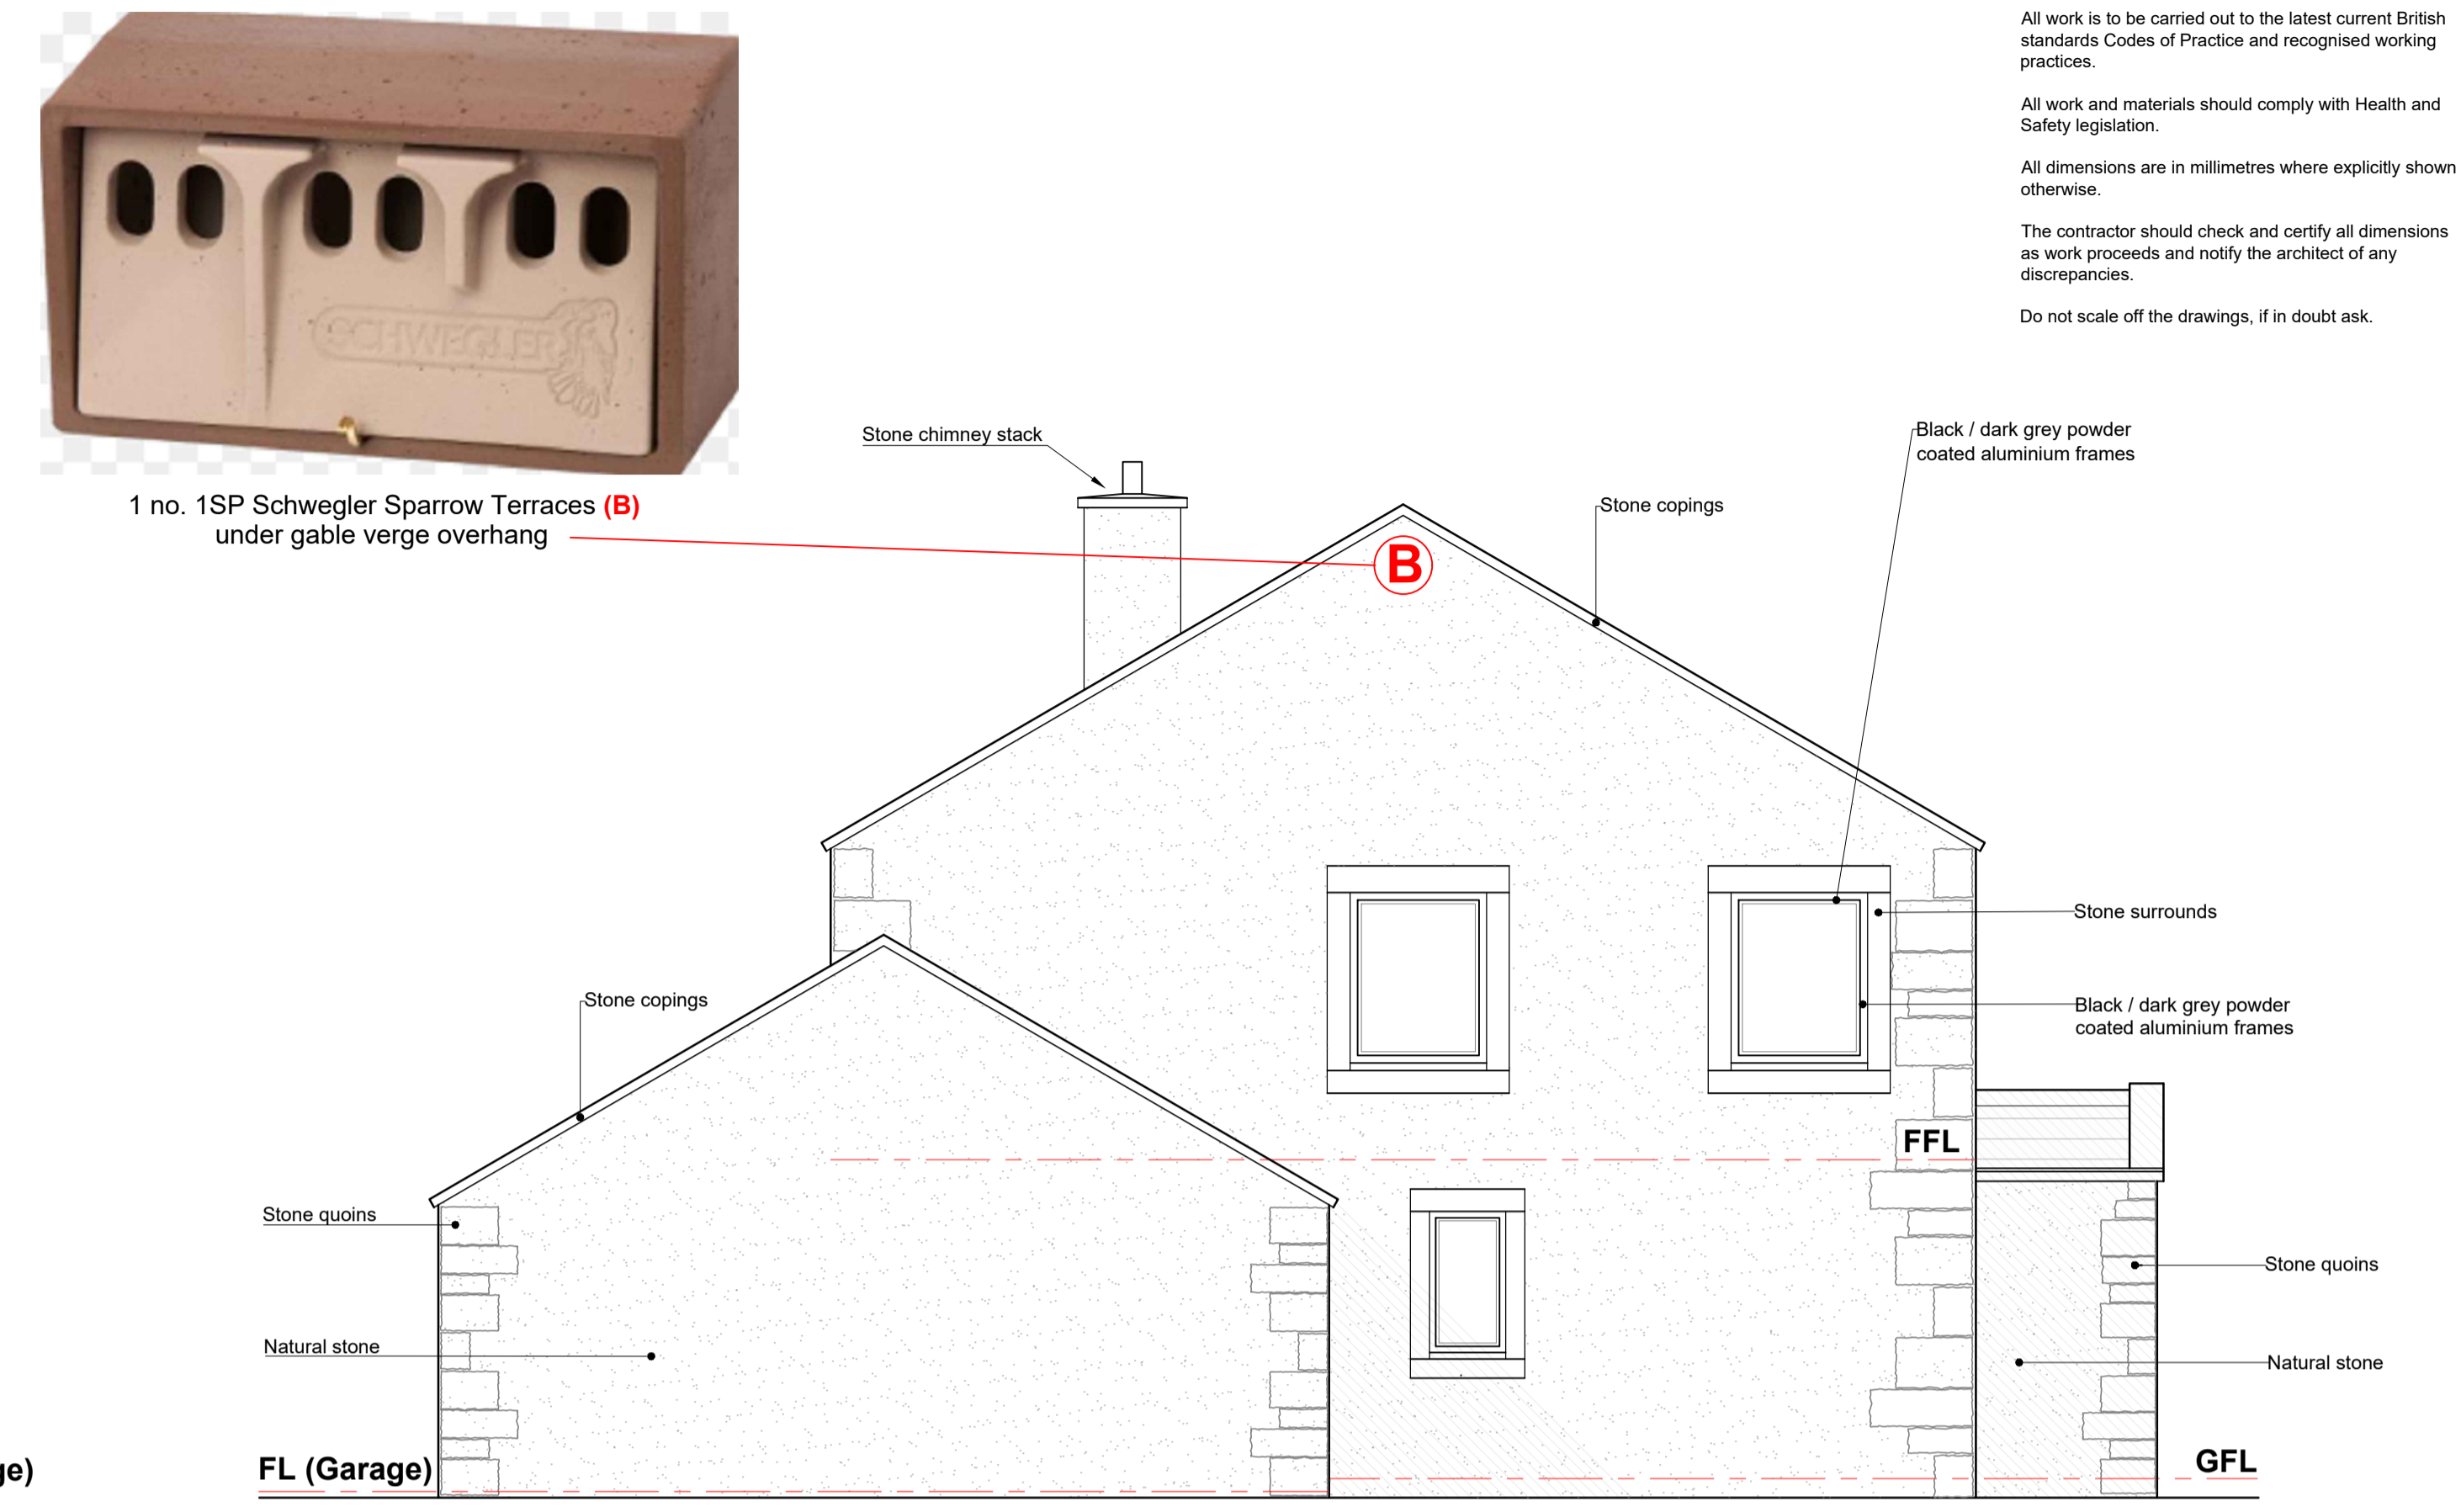 All work is to be carried out to the latest current British
standards Codes of Practice and recognised working
practices.
All work and materials should comply with Health and
Safety legislation.
All dimensions are in millimetres where explicitly shown
otherwise.
The contractor should check and certify all dimensions
as work proceeds and notify the architect of any
discrepancies.
Do not scale off the drawings, if in doubt ask.
SCHWEGLER
1 no. 1SP Schwegler Sparrow Terraces (B)
under gable verge overhang
Stone chimney stack
Black / dark grey powder
coated aluminium frames
Stone copings
B
Stone surrounds
Stone copings
Black / dark grey powder
coated aluminium frames
FFL
Stone quoins
Stone quoins
Natural stone
Natural stone
ge)
FL (Garage)
GFL